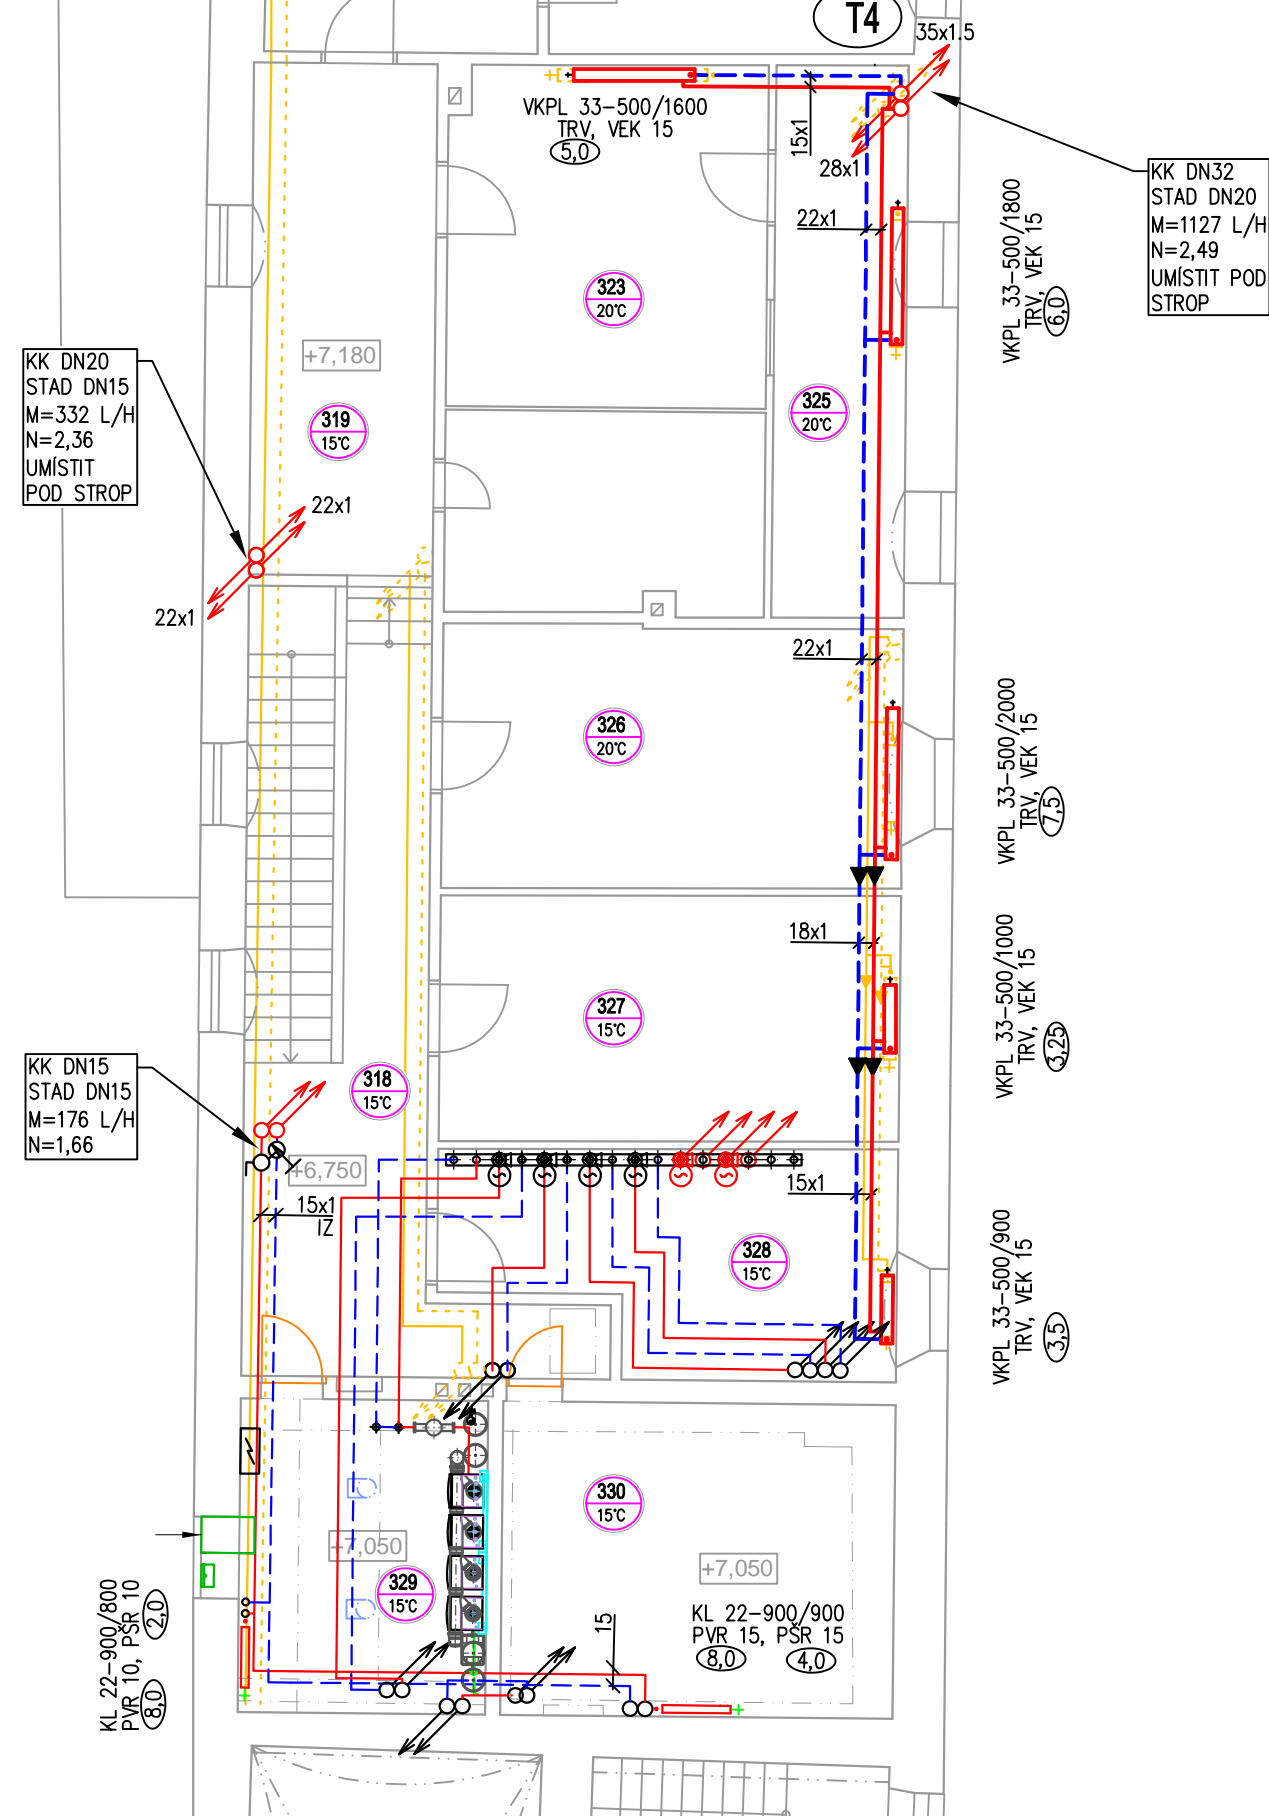 T4
35x1.5
VKPL 33-500/1600
TRV, VEK 15
5,0
15x1
28x1
22x1
KK DN32
STAD DN20
M=1127 L/H
N=2,49
UMÍSTIT POD
STROP
VKPL 33-500/1800
TRV, VEK 15
6,0
323
20°C
+7,180
325
20°C
319
15°C
KK DN20
STAD DN15
M=332 L/H
N=2,36
UMÍSTIT
POD STROP
22x1
22x1
22x1
326
20°C
VKPL 33-500/2000
TRV, VEK 15
7,5
18x1
327
15°C
VKPL 33-500/1000
TRV, VEK 15
3,25
KK DN15
STAD DN15
M=176 L/H
N=1,66
318
15°C
+6,750
15x1
IZ
15x1
328
15°C
VKPL 33-500/900
TRV, VEK 15
3,5
330
15°C
+7,050
329
15°C
+7,050
KL 22-900/800
PVR 10, PŠR 10
8,0
2,0
15
KL 22-900/900
PVR 15, PŠR 15
8,0
4,0